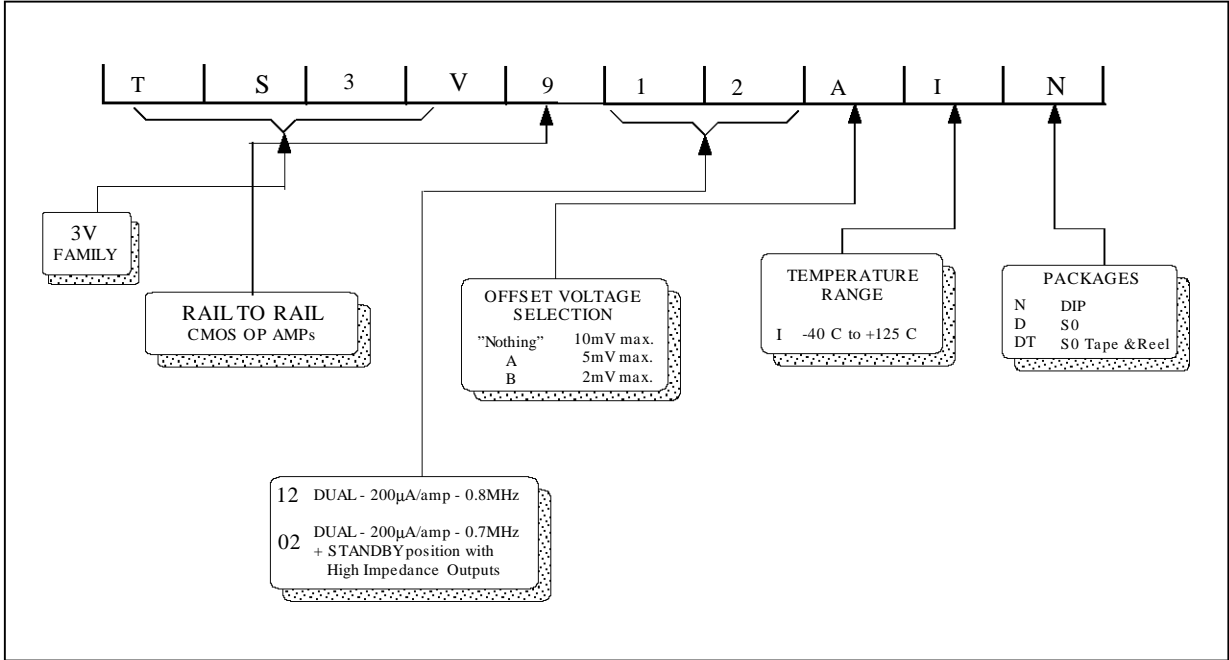 T S 3 V 9 1 2 A I N
3V
FAMILY
RAIL TO RAIL
CMOS OP AMPs
OFFSET VOLTAGE
SELECTION
"Nothing" 10mV max.
A 5mV max.
B 2mV max.
TEMPERATURE
RANGE
I -40 C to +125 C
PACKAGES
N DIP
D S0
DT S0 Tape &Reel
12 DUAL - 200µA/amp - 0.8MHz
02 DUAL - 200µA/amp - 0.7MHz
+ STANDBY position with
High Impedance Outputs